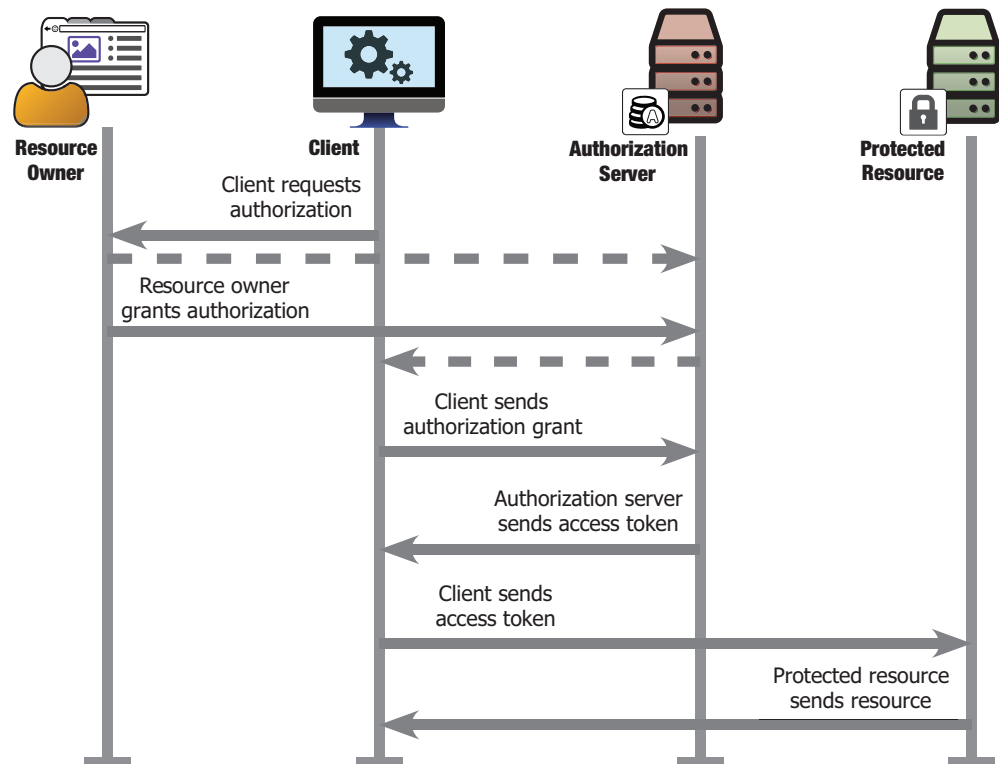 Resource
Owner
Client
Authorization
Server
Protected
Resource
Client requests
authorization
Resource owner
grants authorization
Client sends
authorization grant
Authorization server
sends access token
Client sends
access token
Protected resource
sends resource
A